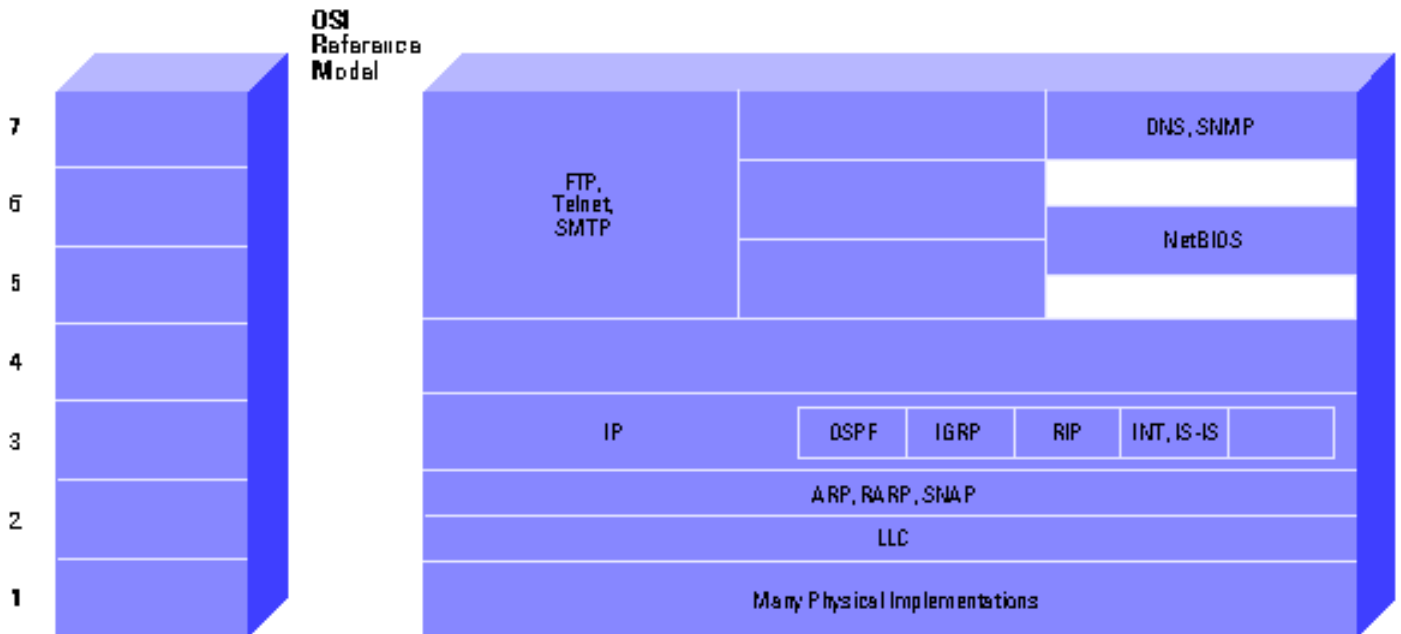 OSI
Reference
Model
7
DNS, SNMP
FTP,
Telnet,
SMTP
6
NetBIOS
5
4
3
IP
OSPF
IGRP
RIP
INT, IS-IS
ARP, RARP, SNAP
2
LLC
1
Many Physical Implementations